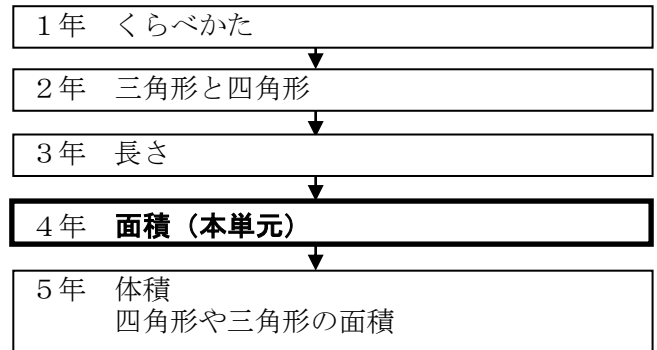 １年　くらべかた
２年　三角形と四角形
３年　長さ
４年　面積（本単元）
５年　体積
四角形や三角形の面積